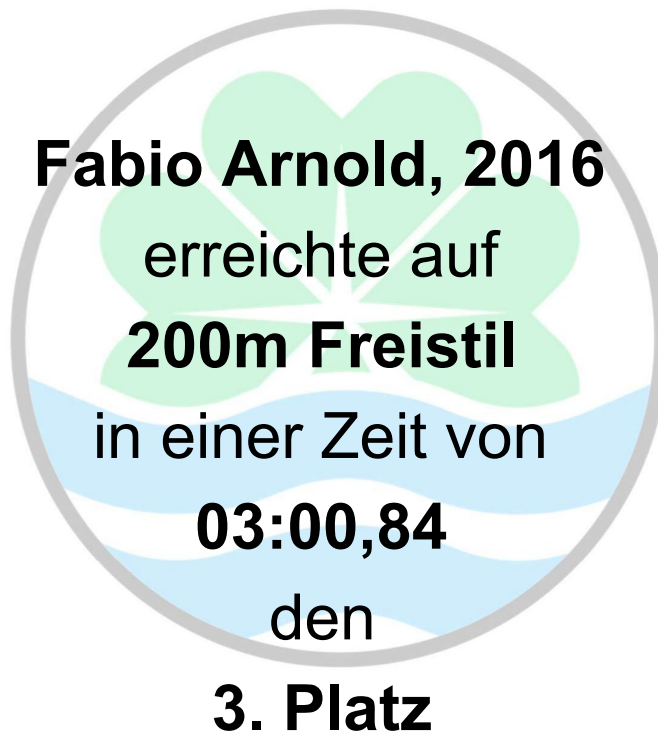 Fabio Arnold, 2016
erreichte auf
200m Freistil
in einer Zeit von
03:00,84
den
3. Platz